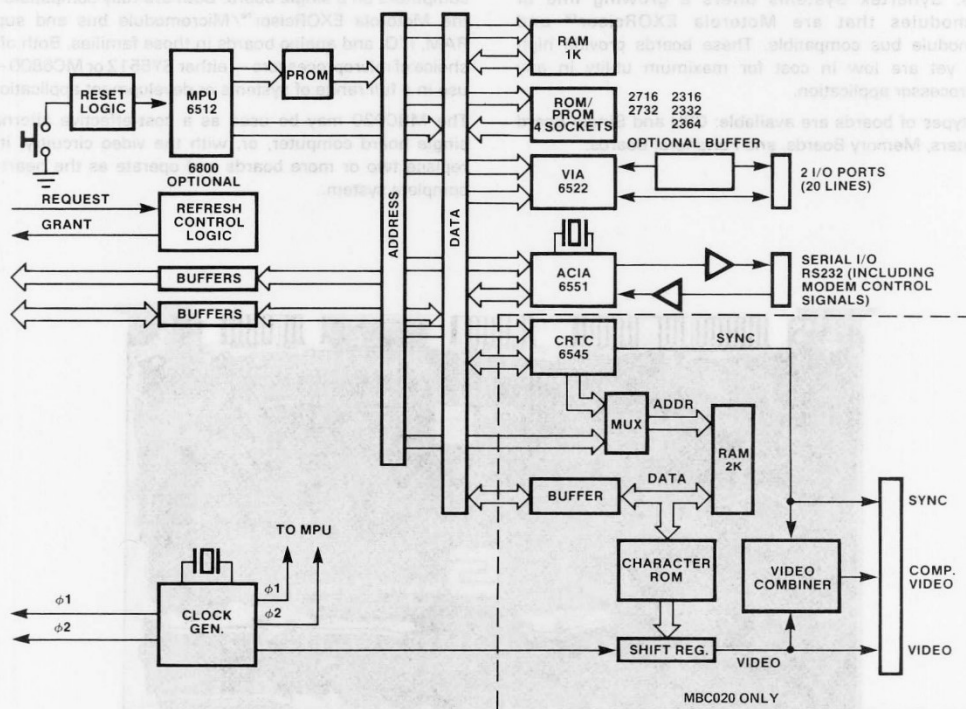 RESET
LOGIC
MPU
6512
6800
OPTIONAL
PROM
RAM
1K
ROM/
PROM
4 SOCKETS
2716 2316
2732 2332
2364
OPTIONAL BUFFER
VIA
6522
2 I/O PORTS
(20 LINES)
REQUEST
GRANT
REFRESH
CONTROL
LOGIC
ADDRESS
DATA
BUFFERS
BUFFERS
ACIA
6551
SERIAL I/O
RS232 (INCLUDING
MODEM CONTROL
SIGNALS)
CRTC
6545
SYNC
MUX
ADDR
RAM
2K
BUFFER
DATA
SYNC
TO MPU
CHARACTER
ROM
VIDEO
COMBINER
COMP.
VIDEO
ϕ1
ϕ2
CLOCK
GEN.
ϕ1
ϕ2
SHIFT REG.
VIDEO
VIDEO
MBC020 ONLY